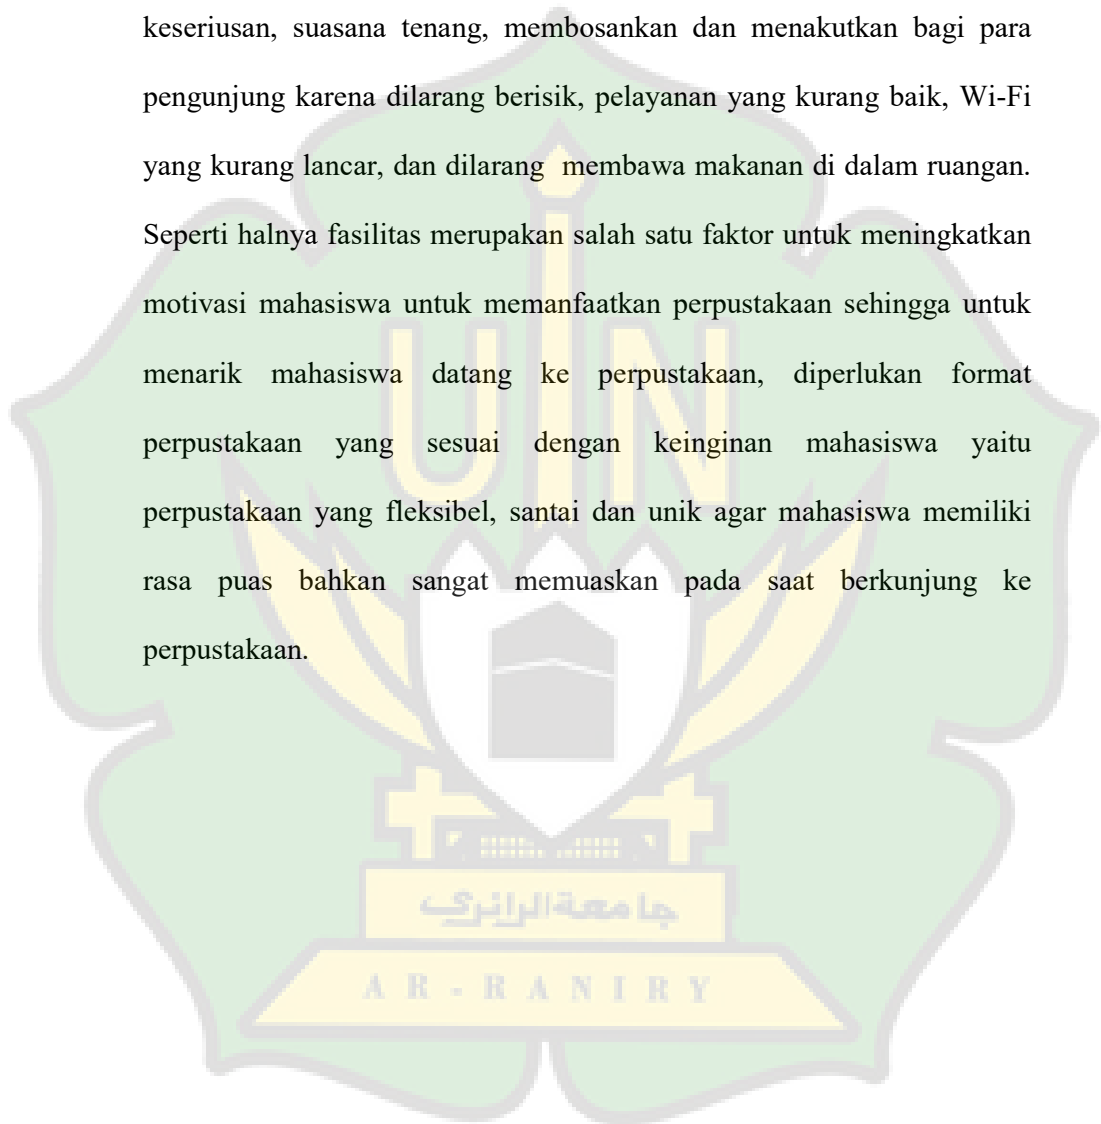 keseriusan, suasana tenang, membosankan dan menakutkan bagi para
pengunjung karena dilarang berisik, pelayanan yang kurang baik, Wi-Fi
yang kurang lancar, dan dilarang membawa makanan di dalam ruangan.
Seperti halnya fasilitas merupakan salah satu faktor untuk meningkatkan
motivasi mahasiswa untuk memanfaatkan perpustakaan sehingga untuk
menarik mahasiswa datang ke perpustakaan, diperlukan format
perpustakaan yang sesuai dengan keinginan mahasiswa yaitu
perpustakaan yang fleksibel, santai dan unik agar mahasiswa memiliki
rasa puas bahkan sangat memuaskan pada saat berkunjung ke
perpustakaan.
UIN
جامعة الرانري
AR-RANIRY